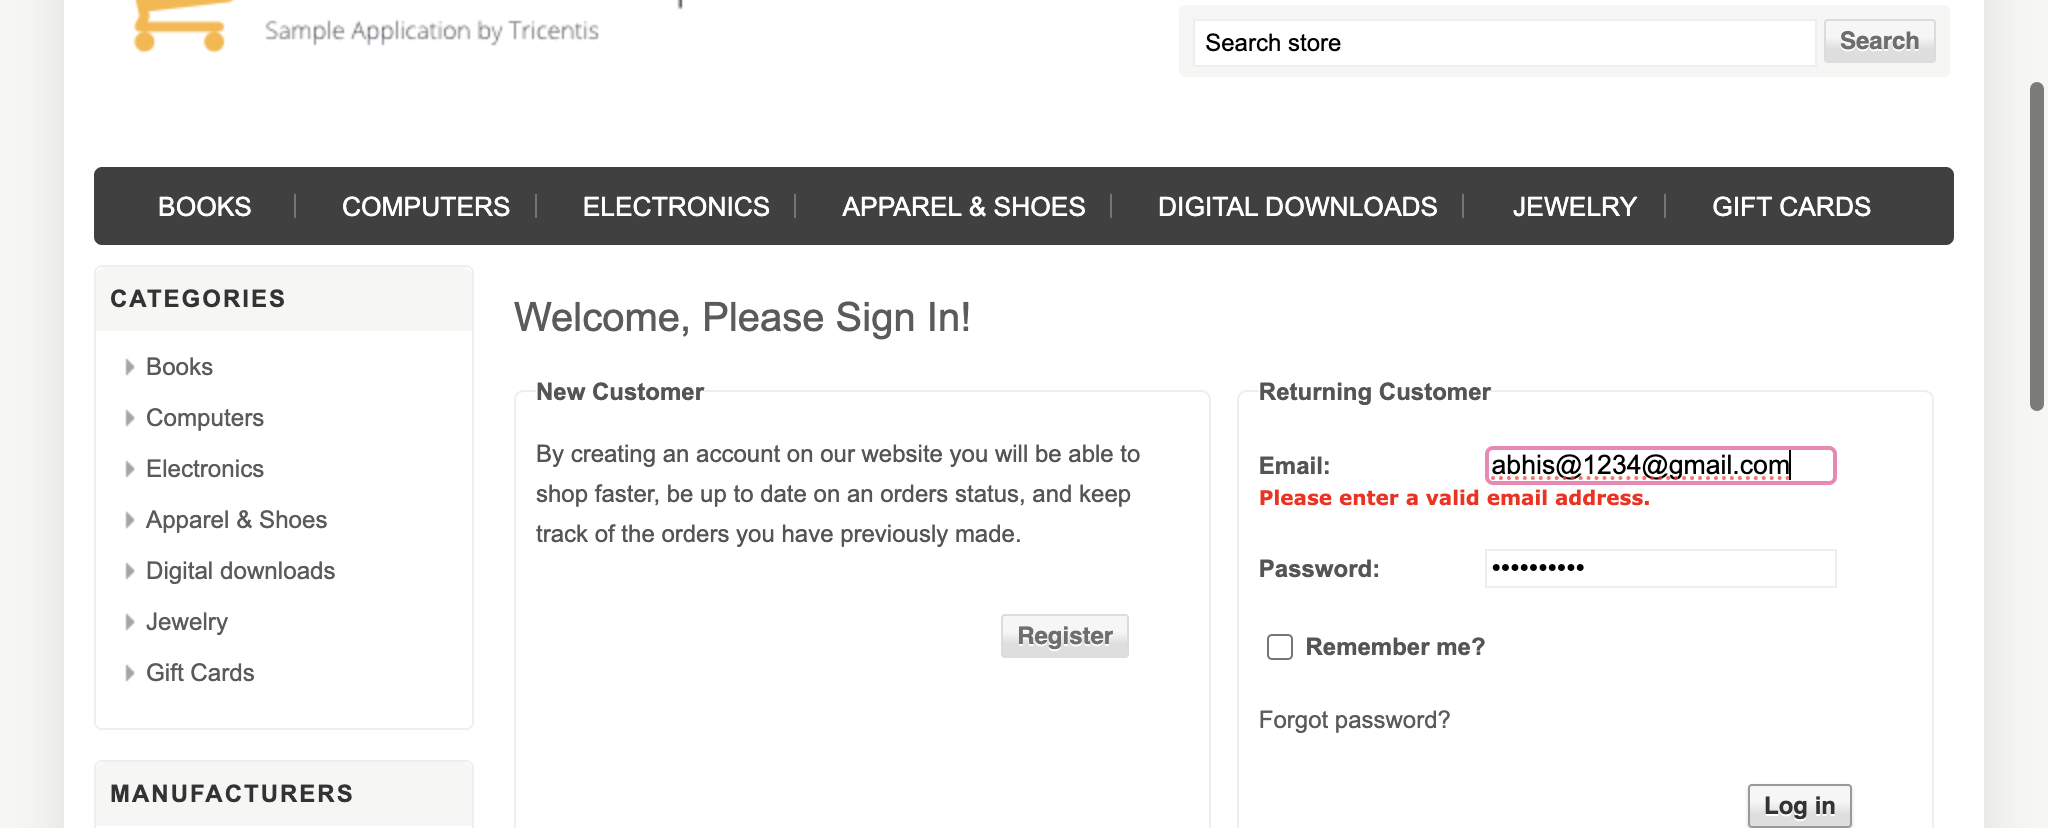 Sample Application by Tricentis
Search store
Search
BOOKS
COMPUTERS
ELECTRONICS
APPAREL & SHOES
DIGITAL DOWNLOADS
JEWELRY
GIFT CARDS
CATEGORIES
Books
Computers
Electronics
Apparel & Shoes
Digital downloads
Jewelry
Gift Cards
MANUFACTURERS
Welcome, Please Sign In!
New Customer
By creating an account on our website you will be able to
shop faster, be up to date on an orders status, and keep
track of the orders you have previously made.
Register
Returning Customer
Email: abhis@1234@gmail.com
Please enter a valid email address.
Password: ••••••••••
Remember me?
Forgot password?
Log in